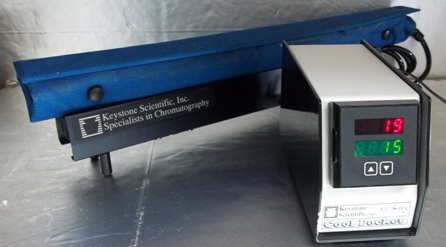 Keystone Scientific, Inc.
Specialists in Chromatography
19
15
Keystone
Scientific, Inc.
Cool Pocket